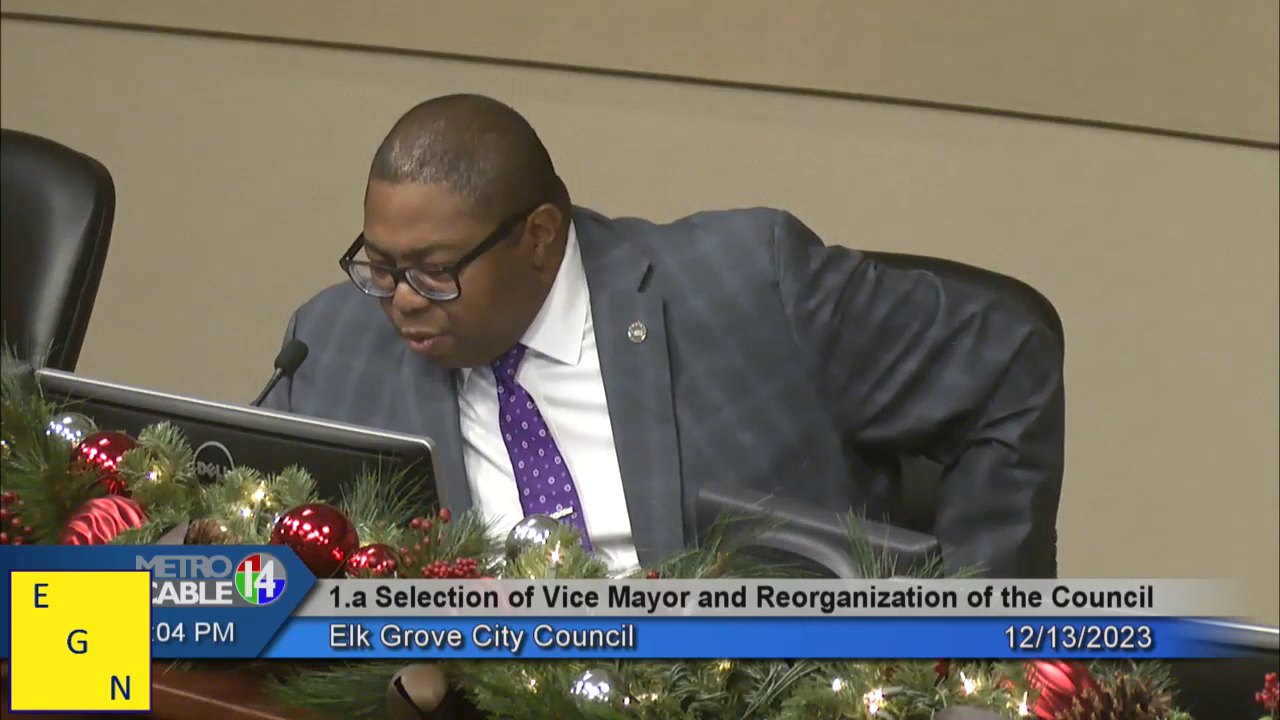 DELL
METRO
CABLE 14
:04 PM
1.a Selection of Vice Mayor and Reorganization of the Council
Elk Grove City Council
12/13/2023
E
G
N